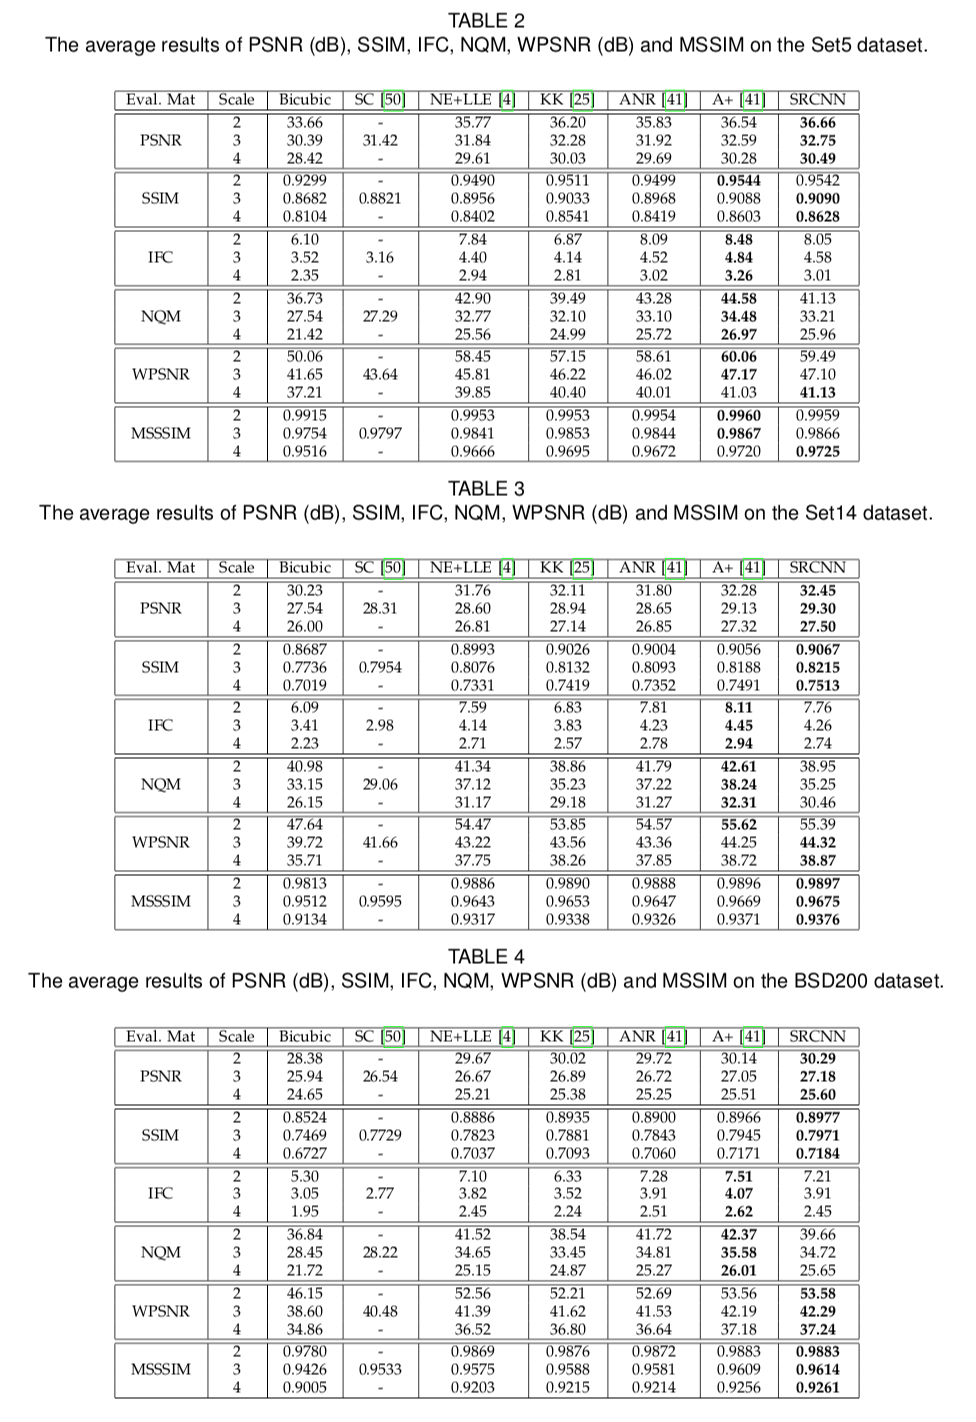 TABLE 2
The average results of PSNR (dB), SSIM, IFC, NQM, WPSNR (dB) and MSSIM on the Set5 dataset.
Eval. Mat Scale Bicubic SC [50] NE+LLE [4] KK [25] ANR [41] A+ [41] SRCNN
2 33.66 - 35.77 36.20 35.83 36.54 36.66
PSNR 3 30.39 31.42 31.84 32.28 31.92 32.59 32.75
4 28.42 - 29.61 30.03 29.69 30.28 30.49
2 0.9299 - 0.9490 0.9511 0.9499 0.9544 0.9542
SSIM 3 0.8682 0.8821 0.8956 0.9033 0.8968 0.9088 0.9090
4 0.8104 - 0.8402 0.8541 0.8419 0.8603 0.8628
2 6.10 - 7.84 6.87 8.09 8.48 8.05
IFC 3 3.52 3.16 4.40 4.14 4.52 4.84 4.58
4 2.35 - 2.94 2.81 3.02 3.26 3.01
2 36.73 - 42.90 39.49 43.28 44.58 41.13
NQM 3 27.54 27.29 32.77 32.10 33.10 34.48 33.21
4 21.42 - 25.56 24.99 25.72 26.97 25.96
2 50.06 - 58.45 57.15 58.61 60.06 59.49
WPSNR 3 41.65 43.64 45.81 46.22 46.02 47.17 47.10
4 37.21 - 39.85 40.40 40.01 41.03 41.13
2 0.9915 - 0.9953 0.9953 0.9954 0.9960 0.9959
MSSSIM 3 0.9754 0.9797 0.9841 0.9853 0.9844 0.9867 0.9866
4 0.9516 - 0.9666 0.9695 0.9672 0.9720 0.9725
TABLE 3
The average results of PSNR (dB), SSIM, IFC, NQM, WPSNR (dB) and MSSIM on the Set14 dataset.
Eval. Mat Scale Bicubic SC [50] NE+LLE [4] KK [25] ANR [41] A+ [41] SRCNN
2 30.23 - 31.76 32.11 31.80 32.28 32.45
PSNR 3 27.54 28.31 28.60 28.94 28.65 29.13 29.30
4 26.00 - 26.81 27.14 26.85 27.32 27.50
2 0.8687 - 0.8993 0.9026 0.9004 0.9056 0.9067
SSIM 3 0.7736 0.7954 0.8076 0.8132 0.8093 0.8188 0.8215
4 0.7019 - 0.7331 0.7419 0.7352 0.7491 0.7513
2 6.09 - 7.59 6.83 7.81 8.11 7.76
IFC 3 3.41 2.98 4.14 3.83 4.23 4.45 4.26
4 2.23 - 2.71 2.57 2.78 2.94 2.74
2 40.98 - 41.34 38.86 41.79 42.61 38.95
NQM 3 33.15 29.06 37.12 35.23 37.22 38.24 35.25
4 26.15 - 31.17 29.18 31.27 32.31 30.46
2 47.64 - 54.47 53.85 54.57 55.62 55.39
WPSNR 3 39.72 41.66 43.22 43.56 43.36 44.25 44.32
4 35.71 - 37.75 38.26 37.85 38.72 38.87
2 0.9813 - 0.9886 0.9890 0.9888 0.9896 0.9897
MSSSIM 3 0.9512 0.9595 0.9643 0.9653 0.9647 0.9669 0.9675
4 0.9134 - 0.9317 0.9338 0.9326 0.9371 0.9376
TABLE 4
The average results of PSNR (dB), SSIM, IFC, NQM, WPSNR (dB) and MSSIM on the BSD200 dataset.
Eval. Mat Scale Bicubic SC [50] NE+LLE [4] KK [25] ANR [41] A+ [41] SRCNN
2 28.38 - 29.67 30.02 29.72 30.14 30.29
PSNR 3 25.94 26.54 26.67 26.89 26.72 27.05 27.18
4 24.65 - 25.21 25.38 25.25 25.51 25.60
2 0.8524 - 0.8886 0.8935 0.8900 0.8966 0.8977
SSIM 3 0.7469 0.7729 0.7823 0.7881 0.7843 0.7945 0.7971
4 0.6727 - 0.7037 0.7093 0.7060 0.7171 0.7184
2 5.30 - 7.10 6.33 7.28 7.51 7.21
IFC 3 3.05 2.77 3.82 3.52 3.91 4.07 3.91
4 1.95 - 2.45 2.24 2.51 2.62 2.45
2 36.84 - 41.52 38.54 41.72 42.37 39.66
NQM 3 28.45 28.22 34.65 33.45 34.81 35.58 34.72
4 21.72 - 25.15 24.87 25.27 26.01 25.65
2 46.15 - 52.56 52.21 52.69 53.56 53.58
WPSNR 3 38.60 40.48 41.39 41.62 41.53 42.19 42.29
4 34.86 - 36.52 36.80 36.64 37.18 37.24
2 0.9780 - 0.9869 0.9876 0.9872 0.9883 0.9883
MSSSIM 3 0.9426 0.9533 0.9575 0.9588 0.9581 0.9609 0.9614
4 0.9005 - 0.9203 0.9215 0.9214 0.9256 0.9261